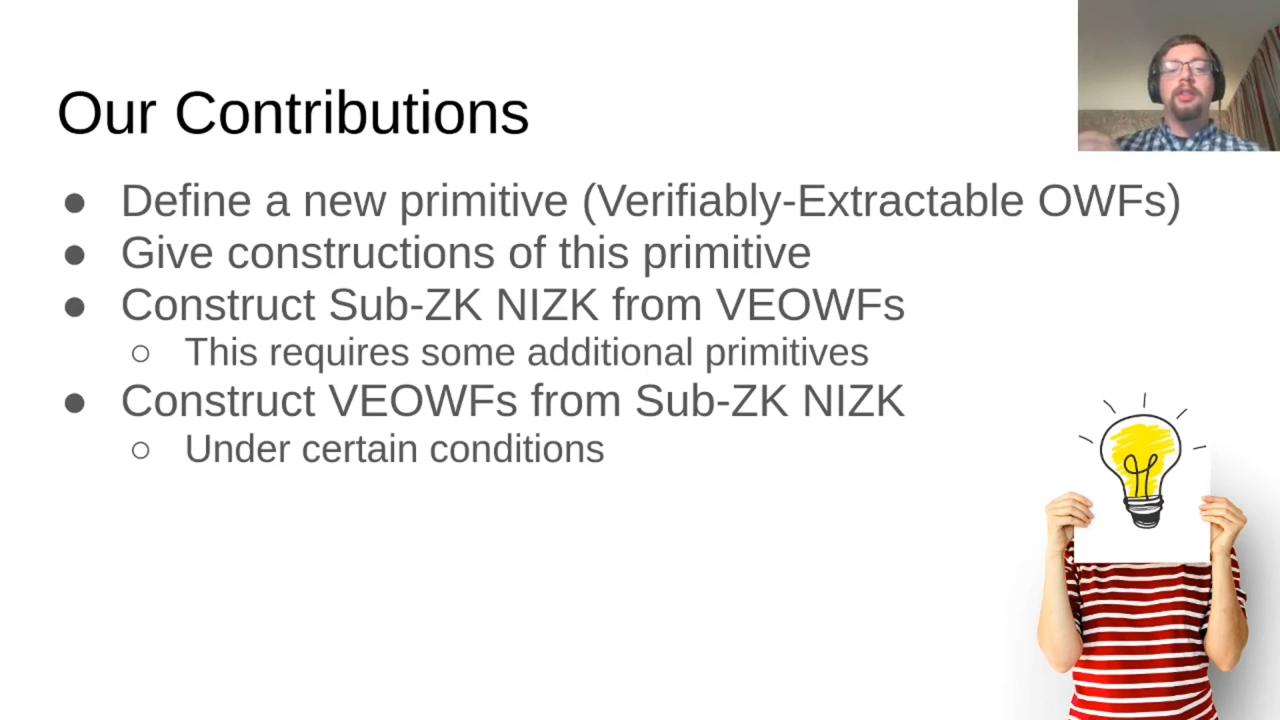 Our Contributions
● Define a new primitive (Verifiably-Extractable OWFs)
● Give constructions of this primitive
● Construct Sub-ZK NIZK from VEOWFs
○ This requires some additional primitives
● Construct VEOWFs from Sub-ZK NIZK
○ Under certain conditions